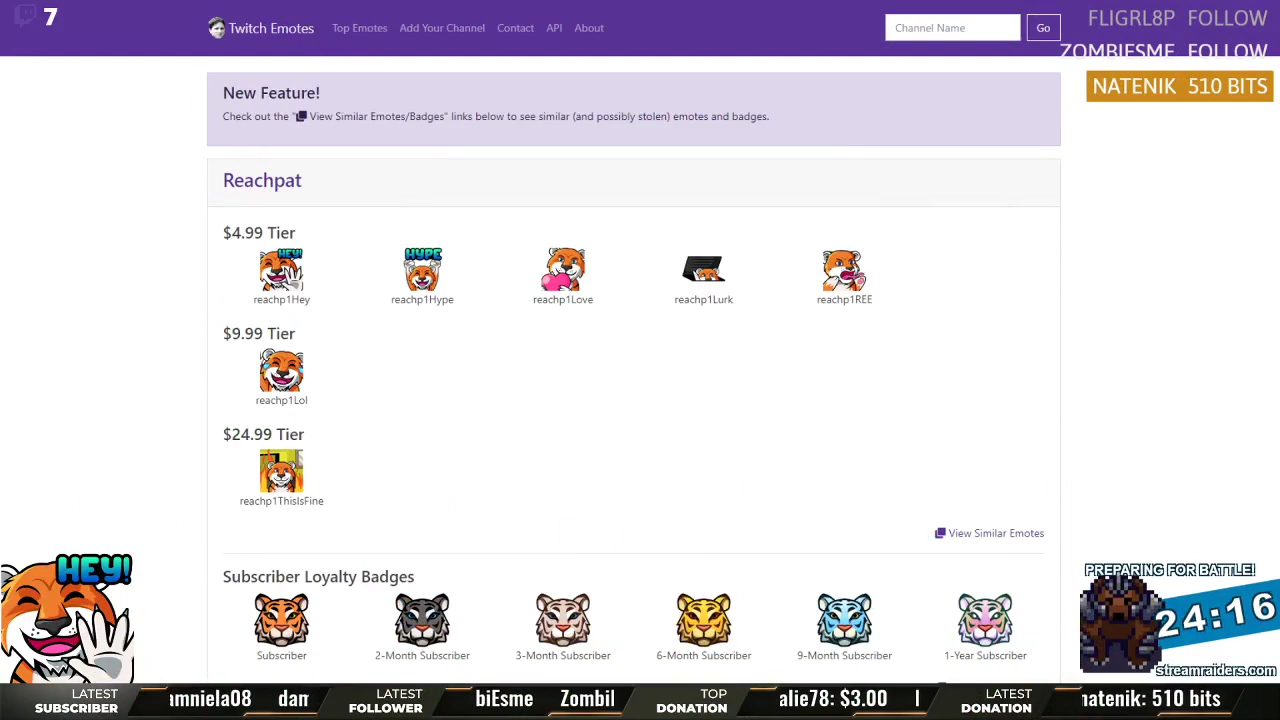 7
Twitch Emotes Top Emotes Add Your Channel Contact API About Channel Name Go
FLIGRL8P FOLLOW
ZOMBIESME FOLLOW
NATENIK 510 BITS
New Feature!
Check out the "View Similar Emotes/Badges" links below to see similar (and possibly stolen) emotes and badges.
Reachpat
$4.99 Tier
HEY! HYPE
reachp1Hey reachp1Hype reachp1Love reachp1Lurk reachp1REE
$9.99 Tier
reachp1Lol
$24.99 Tier
reachp1ThisIsFine
View Similar Emotes
Subscriber Loyalty Badges
Subscriber 2-Month Subscriber 3-Month Subscriber 6-Month Subscriber 9-Month Subscriber 1-Year Subscriber
HEY!
PREPARING FOR BATTLE!
24:16
streamraiders.com
LATEST SUBSCRIBER amniela08 dam
LATEST FOLLOWER biEsme Zombil
TOP DONATION alie78: $3.00 l
LATEST DONATION natenik: 510 bits